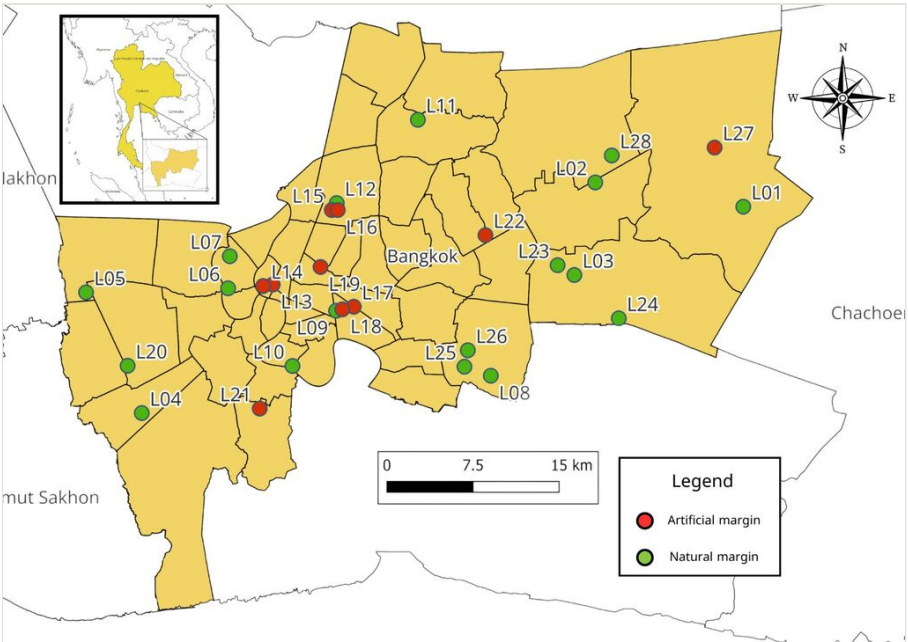 N
W
E
S
lakhon
L11
L27
L28
L02
L01
L12
L15
L16
L22
L07
Bangkok
L23
L03
L06
L14
L05
L19
L17
L13
L24
Chachoen
L09
L18
L26
L10
L25
L20
L08
L21
L04
mut Sakhon
0
7.5
15 km
Legend
Artificial margin
Natural margin